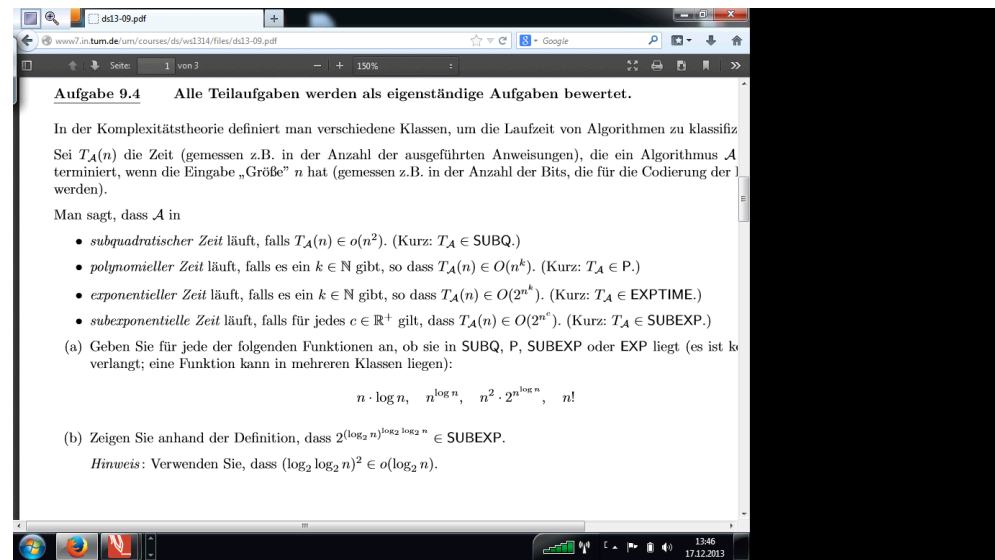 ds13-09.pdf
www7.in.tum.de/um/courses/ds/ws1314/files/ds13-09.pdf
Google
Seite: 1 von 3
150%
Aufgabe 9.4 Alle Teilaufgaben werden als eigenständige Aufgaben bewertet.
In der Komplexitätstheorie definiert man verschiedene Klassen, um die Laufzeit von Algorithmen zu klassifiz
Sei T_𝒜(n) die Zeit (gemessen z.B. in der Anzahl der ausgeführten Anweisungen), die ein Algorithmus 𝒜
terminiert, wenn die Eingabe „Größe” n hat (gemessen z.B. in der Anzahl der Bits, die für die Codierung der
werden).
Man sagt, dass 𝒜 in
• subquadratischer Zeit läuft, falls T_𝒜(n) ∈ o(n²). (Kurz: T_𝒜 ∈ SUBQ.)
• polynomieller Zeit läuft, falls es ein k ∈ ℕ gibt, so dass T_𝒜(n) ∈ O(n^k). (Kurz: T_𝒜 ∈ P.)
• exponentieller Zeit läuft, falls es ein k ∈ ℕ gibt, so dass T_𝒜(n) ∈ O(2^{n^k}). (Kurz: T_𝒜 ∈ EXPTIME.)
• subexponentielle Zeit läuft, falls für jedes c ∈ ℝ⁺ gilt, dass T_𝒜(n) ∈ O(2^{n^c}). (Kurz: T_𝒜 ∈ SUBEXP.)
(a) Geben Sie für jede der folgenden Funktionen an, ob sie in SUBQ, P, SUBEXP oder EXP liegt (es ist k
verlangt; eine Funktion kann in mehreren Klassen liegen):
n · log n, n^{log n}, n² · 2^{n^{log n}}, n!
(b) Zeigen Sie anhand der Definition, dass 2^{(log₂ n)^{log₂ log₂ n}} ∈ SUBEXP.
Hinweis: Verwenden Sie, dass (log₂ log₂ n)² ∈ o(log₂ n).
13:46
17.12.2013